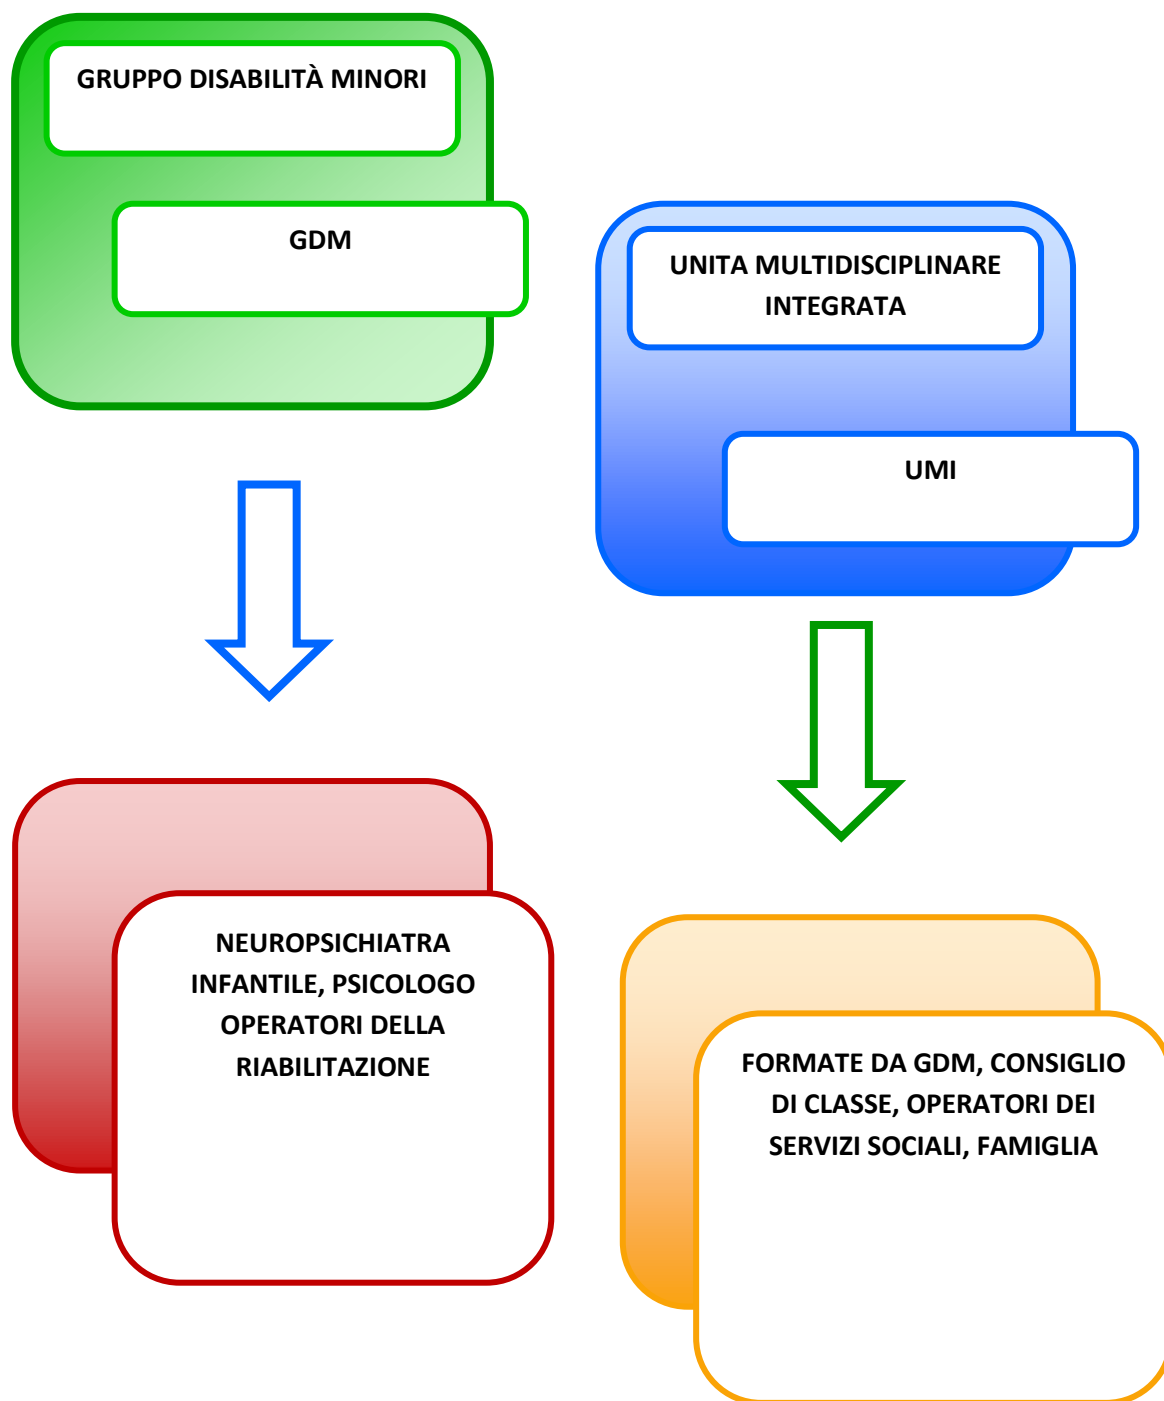 GRUPPO DISABILITÀ MINORI
GDM
UNITA MULTIDISCIPLINARE
INTEGRATA
UMI
NEUROPSICHIATRA
INFANTILE, PSICOLOGO
OPERATORI DELLA
RIABILITAZIONE
FORMATE DA GDM, CONSIGLIO
DI CLASSE, OPERATORI DEI
SERVIZI SOCIALI, FAMIGLIA